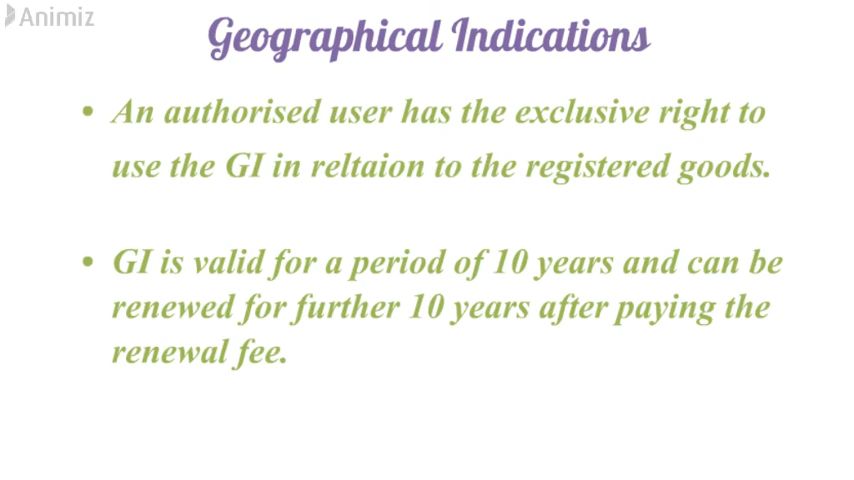 Animiz
Geographical Indications
• An authorised user has the exclusive right to
use the GI in reltaion to the registered goods.
• GI is valid for a period of 10 years and can be
renewed for further 10 years after paying the
renewal fee.